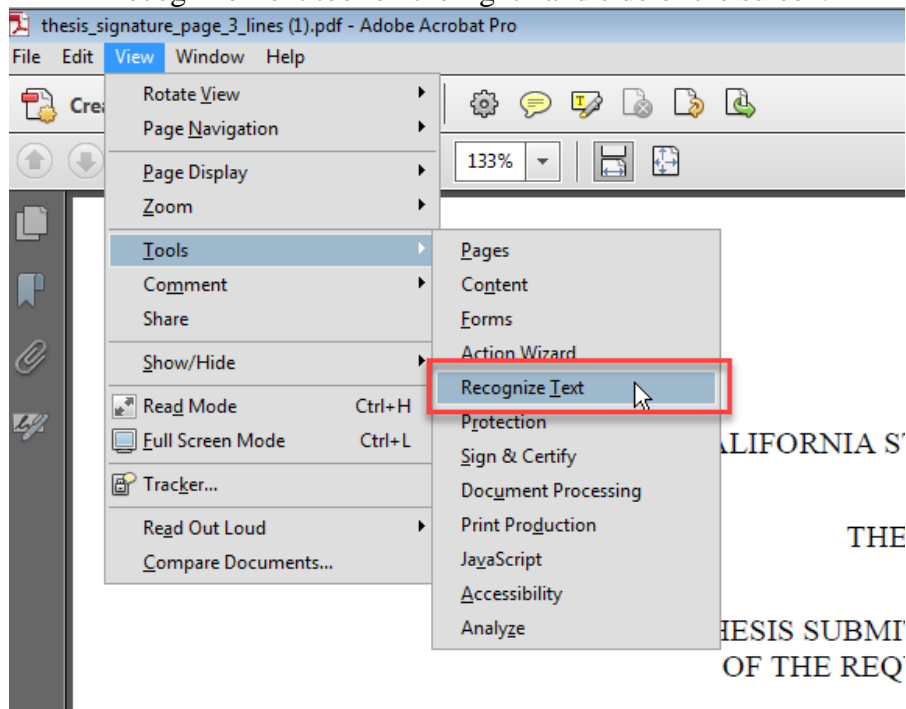 thesis_signature_page_3_lines (1).pdf - Adobe Acrobat Pro
File Edit View Window Help
Rotate View
Page Navigation
133%
Page Display
Zoom
Tools
Comment
Share
Show/Hide
Read Mode Ctrl+H
Full Screen Mode Ctrl+L
Tracker...
Read Out Loud
Compare Documents...
Pages
Content
Forms
Action Wizard
Recognize Text
Protection
Sign & Certify
Document Processing
Print Production
JavaScript
Accessibility
Analyze
ALIFORNIA S
THE
HESIS SUBMI
OF THE REQ